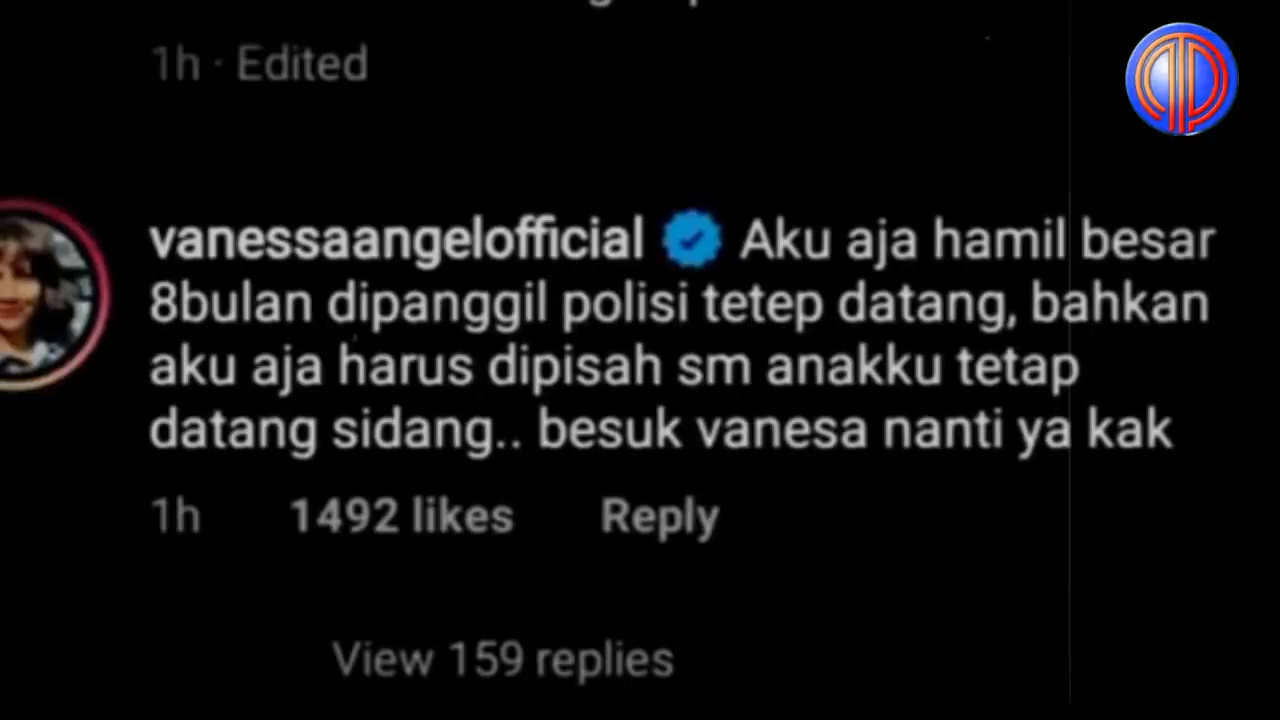 1h · Edited
vanessaangelofficial Aku aja hamil besar
8bulan dipanggil polisi tetep datang, bahkan
aku aja harus dipisah sm anakku tetap
datang sidang.. besuk vanesa nanti ya kak
1h 1492 likes Reply
View 159 replies